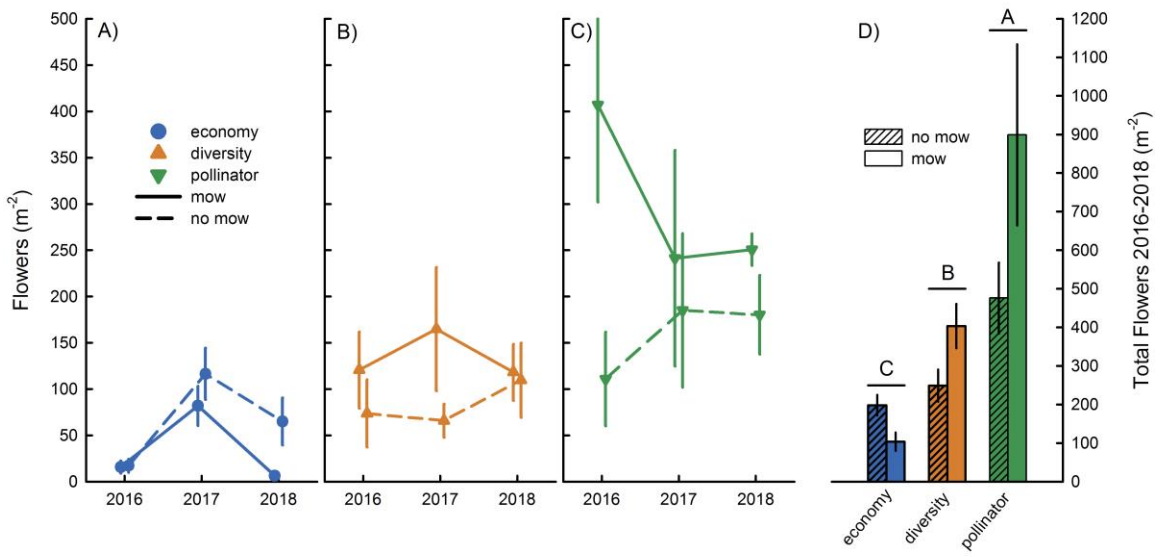 A)
B)
C)
D)
A
B
C
500
450
400
350
300
250
200
150
100
50
0
Flowers (m-2)
economy
diversity
pollinator
mow
no mow
2016 2017 2018
2016 2017 2018
2016 2017 2018
no mow
mow
economy
diversity
pollinator
1200
1100
1000
900
800
700
600
500
400
300
200
100
0
Total Flowers 2016-2018 (m-2)